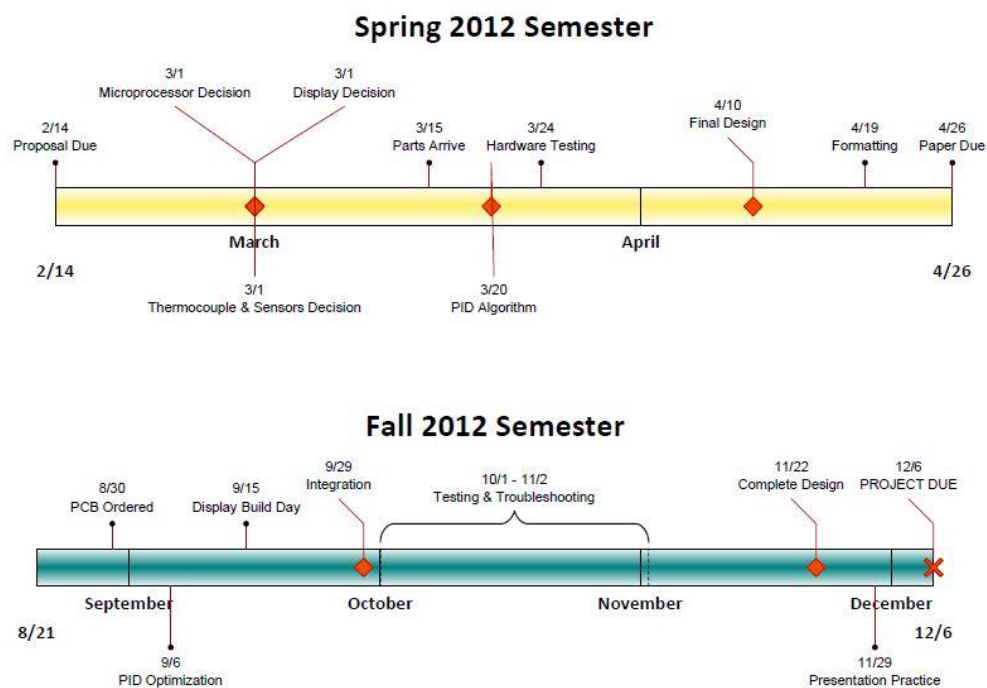 Spring 2012 Semester
3/1
Microprocessor Decision
3/1
Display Decision
2/14
Proposal Due
3/15
Parts Arrive
3/24
Hardware Testing
4/10
Final Design
4/19
Formatting
4/26
Paper Due
March
April
2/14
4/26
3/1
Thermocouple & Sensors Decision
3/20
PID Algorithm
Fall 2012 Semester
8/30
PCB Ordered
9/15
Display Build Day
9/29
Integration
10/1 - 11/2
Testing & Troubleshooting
11/22
Complete Design
12/6
PROJECT DUE
September
October
November
December
8/21
12/6
9/6
PID Optimization
11/29
Presentation Practice